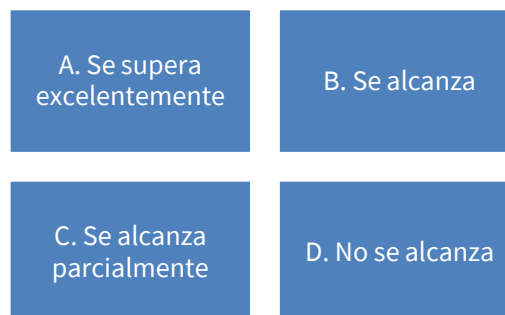 A. Se supera
excelentemente
B. Se alcanza
C. Se alcanza
parcialmente
D. No se alcanza